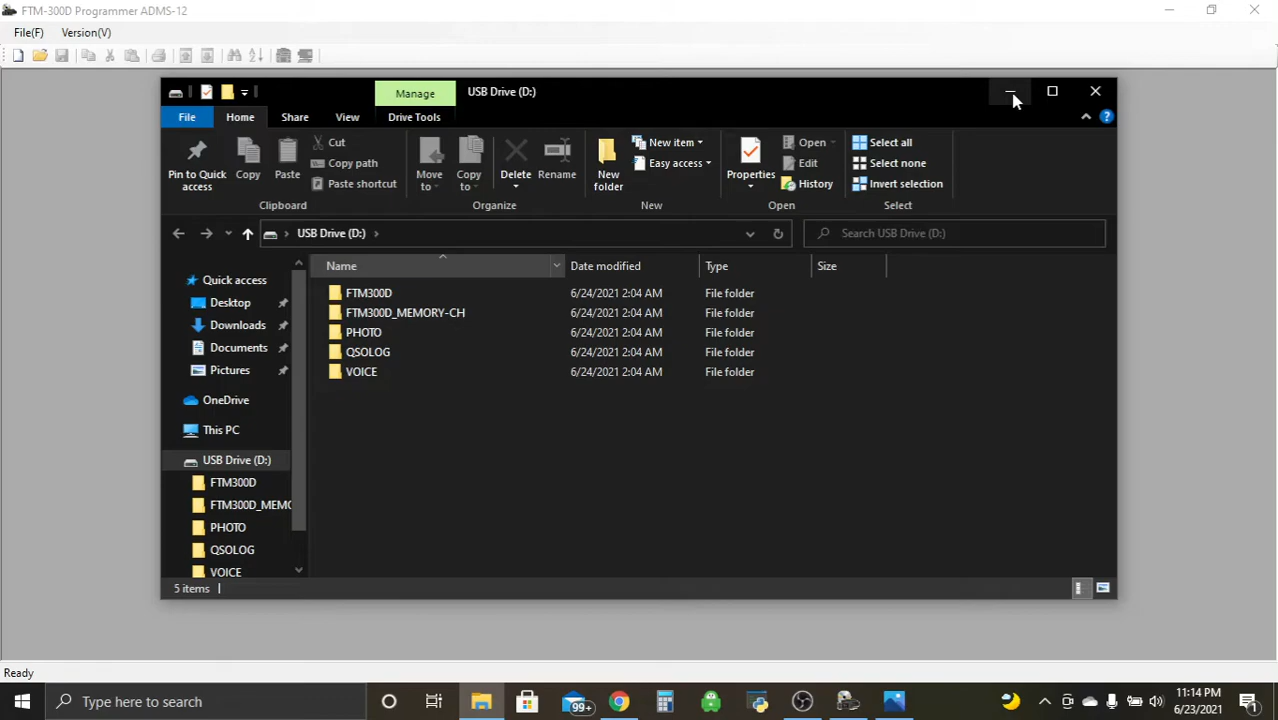 FTM-300D Programmer ADMS-12
File(F) Version(V)
Manage USB Drive (D:)
File Home Share View Drive Tools
Pin to Quick access
Copy
Paste
Cut
Copy path
Paste shortcut
Clipboard
Move to
Copy to
Delete
Rename
Organize
New folder
New item
Easy access
New
Properties
Open
Edit
History
Open
Select all
Select none
Invert selection
Select
USB Drive (D:)
Search USB Drive (D:)
Quick access
Desktop
Downloads
Documents
Pictures
OneDrive
This PC
USB Drive (D:)
FTM300D
FTM300D_MEMO
PHOTO
QSOLOG
VOICE
Name Date modified Type Size
FTM300D 6/24/2021 2:04 AM File folder
FTM300D_MEMORY-CH 6/24/2021 2:04 AM File folder
PHOTO 6/24/2021 2:04 AM File folder
QSOLOG 6/24/2021 2:04 AM File folder
VOICE 6/24/2021 2:04 AM File folder
5 items
Ready
Type here to search
99+
11:14 PM
6/23/2021
1